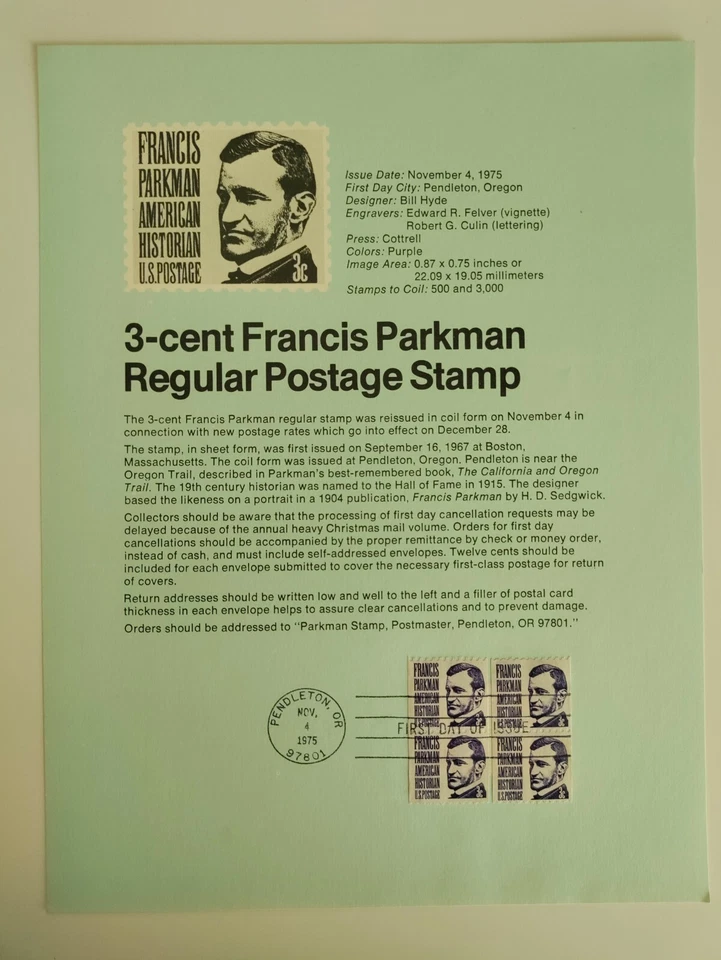 FRANCIS
PARKMAN
AMERICAN
HISTORIAN
U.S.POSTAGE
3c
Issue Date: November 4, 1975
First Day City: Pendleton, Oregon
Designer: Bill Hyde
Engravers: Edward R. Felver (vignette)
Robert G. Culin (lettering)
Press: Cottrell
Colors: Purple
Image Area: 0.87 x 0.75 inches or
22.09 x 19.05 millimeters
Stamps to Coil: 500 and 3,000
3-cent Francis Parkman
Regular Postage Stamp
The 3-cent Francis Parkman regular stamp was reissued in coil form on November 4 in
connection with new postage rates which go into effect on December 28.
The stamp, in sheet form, was first issued on September 16, 1967 at Boston,
Massachusetts. The coil form was issued at Pendleton, Oregon. Pendleton is near the
Oregon Trail, described in Parkman's best-remembered book, The California and Oregon
Trail. The 19th century historian was named to the Hall of Fame in 1915. The designer
based the likeness on a portrait in a 1904 publication, Francis Parkman by H. D. Sedgwick.
Collectors should be aware that the processing of first day cancellation requests may be
delayed because of the annual heavy Christmas mail volume. Orders for first day
cancellations should be accompanied by the proper remittance by check or money order,
instead of cash, and must include self-addressed envelopes. Twelve cents should be
included for each envelope submitted to cover the necessary first-class postage for return
of covers.
Return addresses should be written low and well to the left and a filler of postal card
thickness in each envelope helps to assure clear cancellations and to prevent damage.
Orders should be addressed to "Parkman Stamp, Postmaster, Pendleton, OR 97801."
PENDLETON, OR
NOV.
4
1975
97801
FIRST DAY OF ISSUE
FRANCIS
PARKMAN
AMERICAN
HISTORIAN
FRANCIS
PARKMAN
AMERICAN
HISTORIAN
FRANCIS
PARKMAN
AMERICAN
HISTORIAN
U.S.POSTAGE
3c
FRANCIS
PARKMAN
AMERICAN
HISTORIAN
U.S.POSTAGE
3c